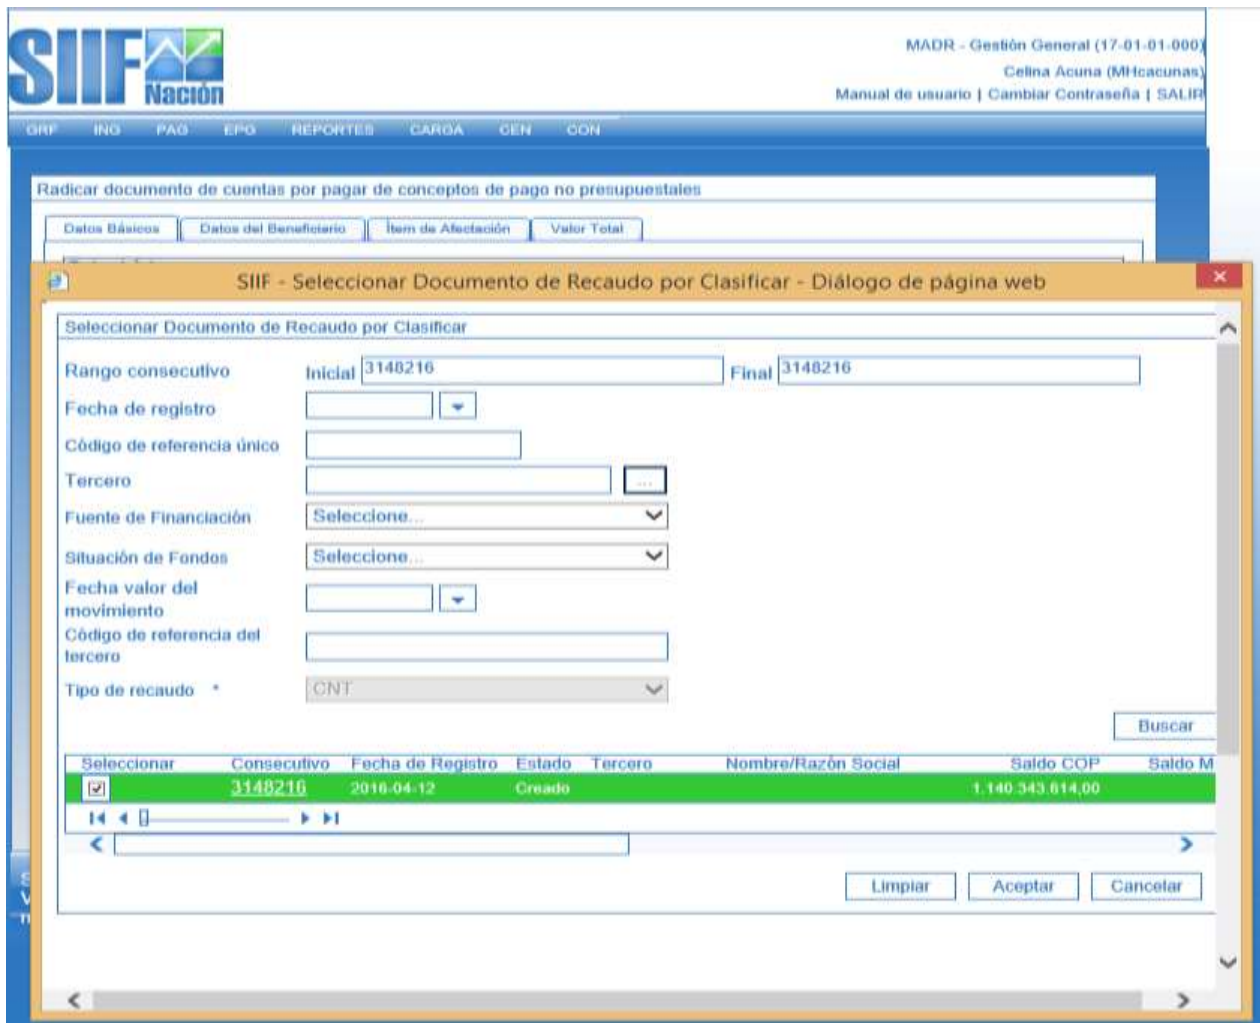 SIIF
Nación
MADR - Gestión General (17-01-01-000)
Celina Acuna (MHcacunas)
Manual de usuario | Cambiar Contraseña | SALIR
GRF ING PAG EPG REPORTES CARGA CEN CON
Radicar documento de cuentas por pagar de conceptos de pago no presupuestales
Datos Básicos Datos del Beneficiario Ítem de Afectación Valor Total
SIIF - Seleccionar Documento de Recaudo por Clasificar - Diálogo de página web
Seleccionar Documento de Recaudo por Clasificar
Rango consecutivo Inicial 3148216 Final 3148216
Fecha de registro
Código de referencia único
Tercero ...
Fuente de Financiación Seleccione...
Situación de Fondos Seleccione...
Fecha valor del
movimiento
Código de referencia del
tercero
Tipo de recaudo * CNT
Buscar
Seleccionar Consecutivo Fecha de Registro Estado Tercero Nombre/Razón Social Saldo COP Saldo M
3148216 2016-04-12 Creado 1.140.343.614,00
Limpiar Aceptar Cancelar